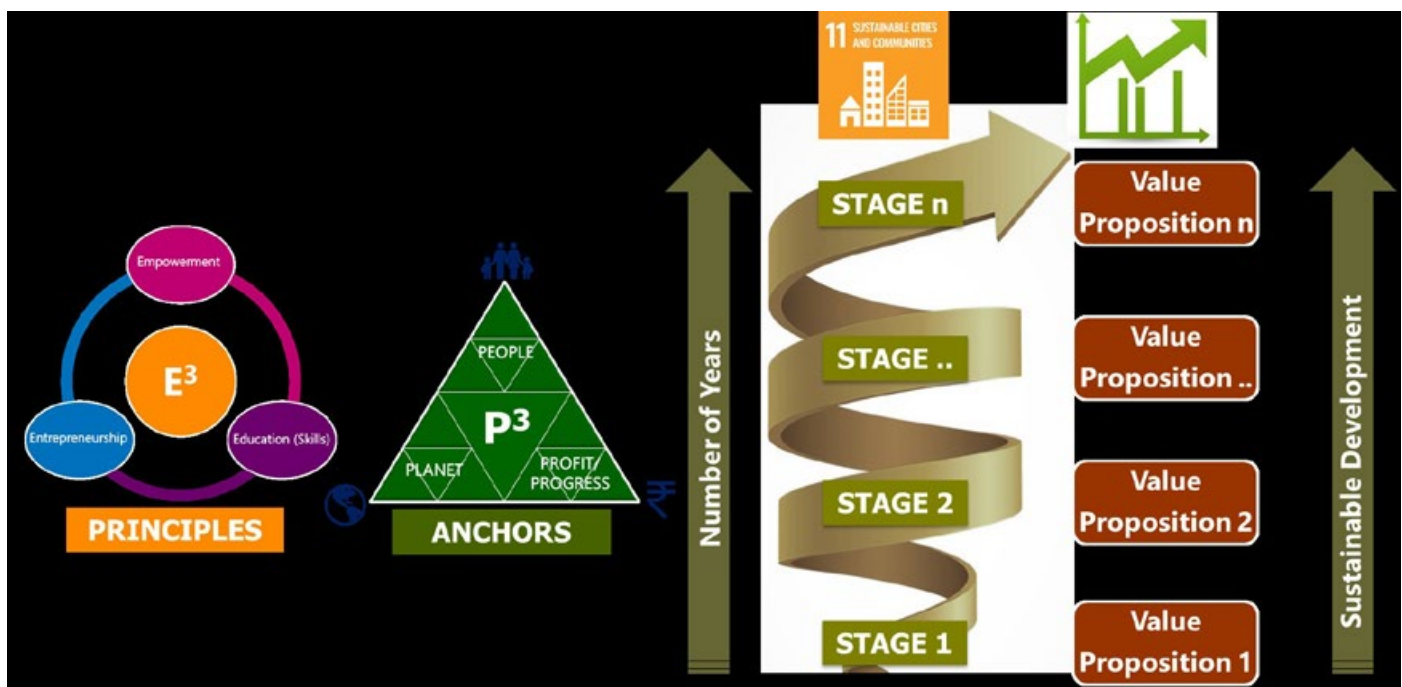 11 SUSTAINABLE CITIES
AND COMMUNITIES
Empowerment
E³
Entrepreneurship
Education (Skills)
PRINCIPLES
PEOPLE
P³
PLANET
PROFIT/
PROGRESS
₹
ANCHORS
Number of Years
STAGE n
STAGE ..
STAGE 2
STAGE 1
Value
Proposition n
Value
Proposition ..
Value
Proposition 2
Value
Proposition 1
Sustainable Development